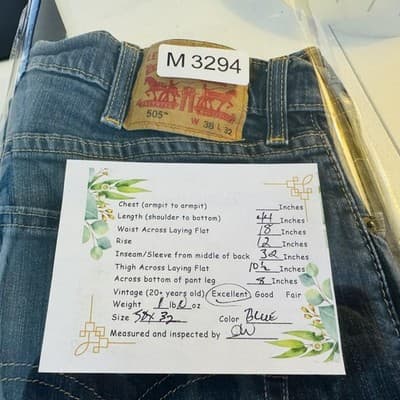 M 3294
505™
W 38 L 32
Chest (armpit to armpit) ____Inches
Length (shoulder to bottom) 44 Inches
Waist Across Laying Flat 18 Inches
Rise 12 Inches
Inseam/Sleeve from middle of back 32 Inches
Thigh Across Laying Flat 10½ Inches
Across bottom of pant leg 8 Inches
Vintage (20+ years old) Excellent Good Fair
Weight 1 lb oz
Size 38x32 Color BLUE
Measured and inspected by